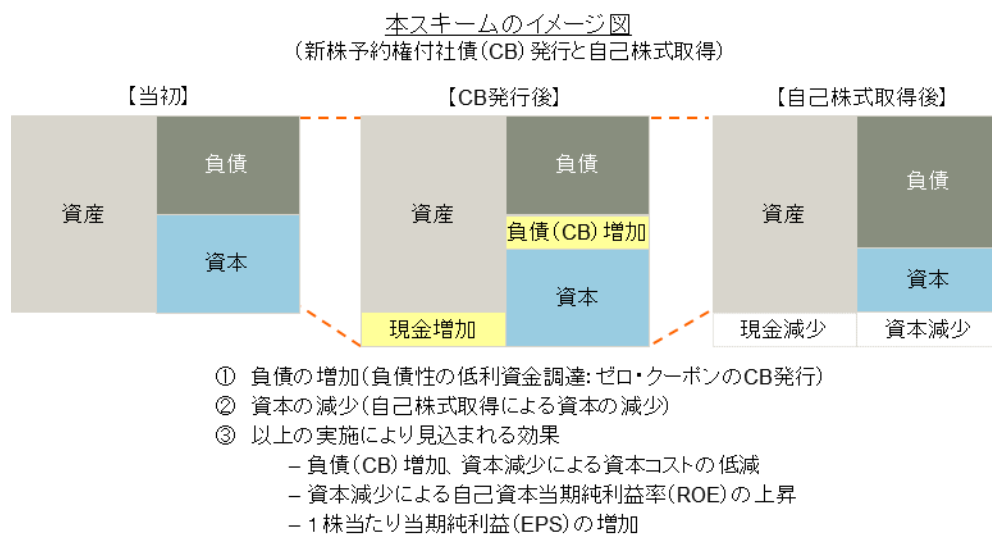 本スキームのイメージ図
(新株予約権付社債(CB)発行と自己株式取得)
【当初】
資産
負債
資本
【CB発行後】
資産
負債
負債(CB)増加
資本
現金増加
【自己株式取得後】
資産
負債
資本
現金減少
資本減少
① 負債の増加(負債性の低利資金調達:ゼロ・クーポンのCB発行)
② 資本の減少(自己株式取得による資本の減少)
③ 以上の実施により見込まれる効果
– 負債(CB)増加、資本減少による資本コストの低減
– 資本減少による自己資本当期純利益率(ROE)の上昇
– 1株当たり当期純利益(EPS)の増加